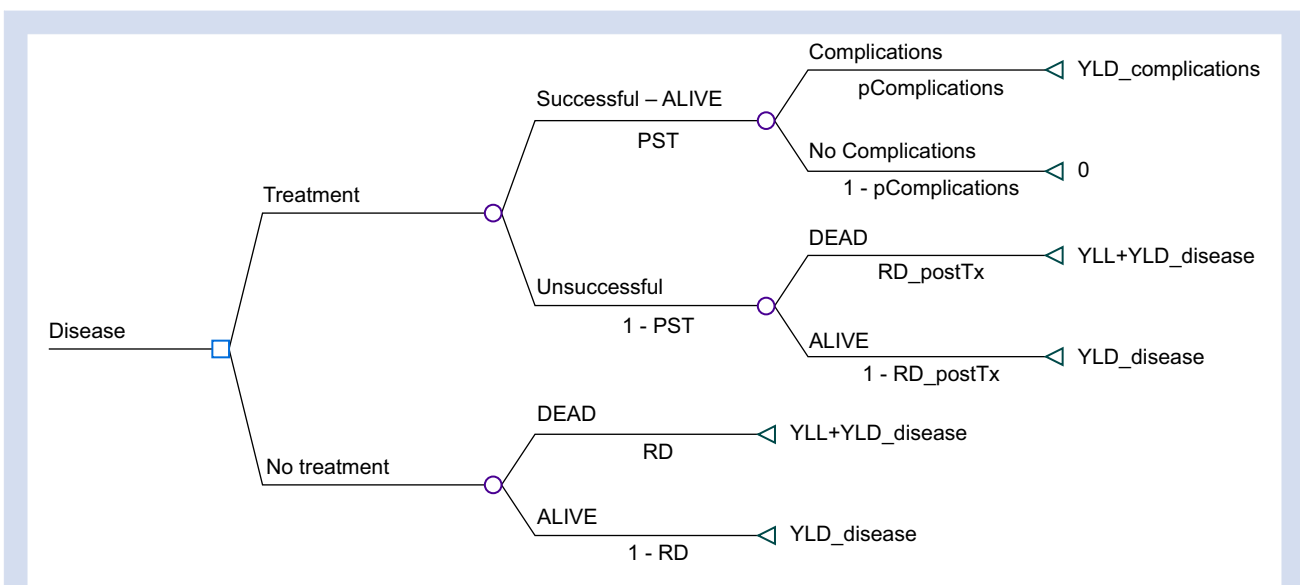 Complications
pComplications
YLD_complications
Successful – ALIVE
PST
No Complications
1 - pComplications
0
Treatment
DEAD
RD_postTx
YLL+YLD_disease
Unsuccessful
1 - PST
ALIVE
1 - RD_postTx
YLD_disease
Disease
DEAD
RD
YLL+YLD_disease
No treatment
ALIVE
1 - RD
YLD_disease